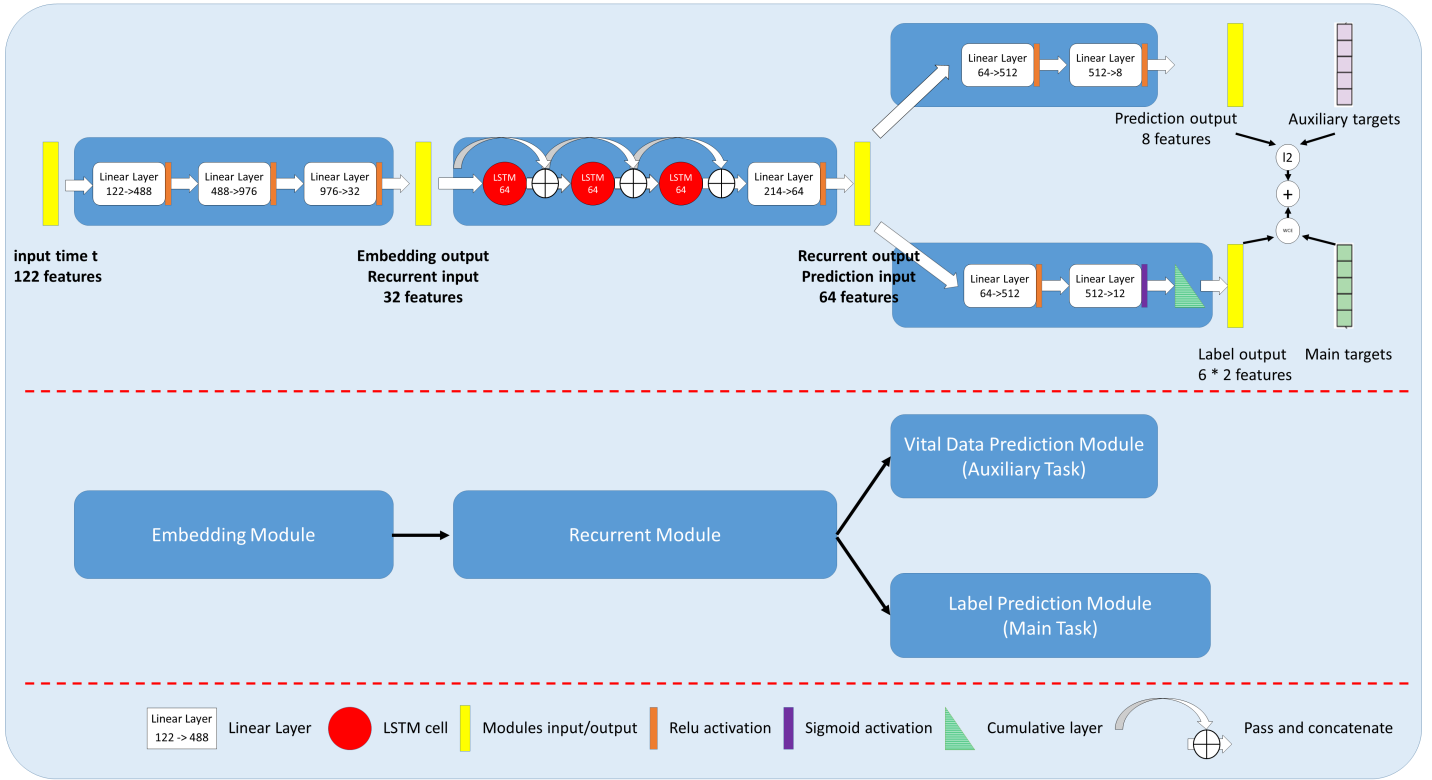 Linear Layer
64->512
Linear Layer
512->8
Prediction output
8 features
Auxiliary targets
l2
+
WCE
Linear Layer
122->488
Linear Layer
488->976
Linear Layer
976->32
LSTM
64
LSTM
64
LSTM
64
Linear Layer
214->64
input time t
122 features
Embedding output
Recurrent input
32 features
Recurrent output
Prediction input
64 features
Linear Layer
64->512
Linear Layer
512->12
Label output
6 * 2 features
Main targets
Embedding Module
Recurrent Module
Vital Data Prediction Module
(Auxiliary Task)
Label Prediction Module
(Main Task)
Linear Layer
122 -> 488
Linear Layer
LSTM cell
Modules input/output
Relu activation
Sigmoid activation
Cumulative layer
Pass and concatenate